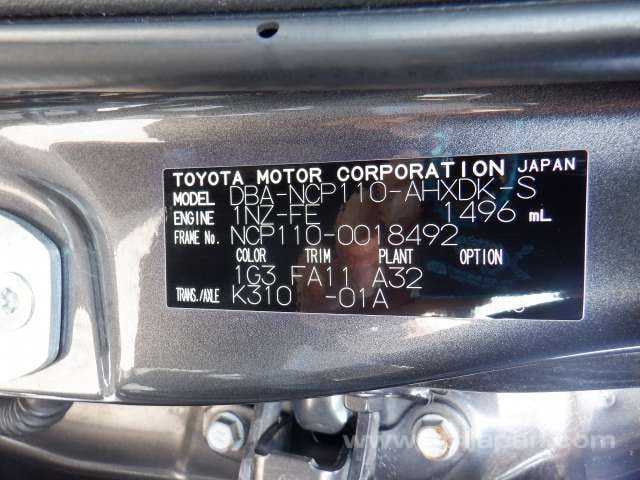 TOYOTA MOTOR CORPORATION JAPAN
MODEL DBA-NCP110-AHXDK-S
ENGINE 1NZ-FE 1496 mL
FRAME No. NCP110-0018492
COLOR TRIM PLANT OPTION
1G3 FA11 A32
TRANS./AXLE K310 -01A